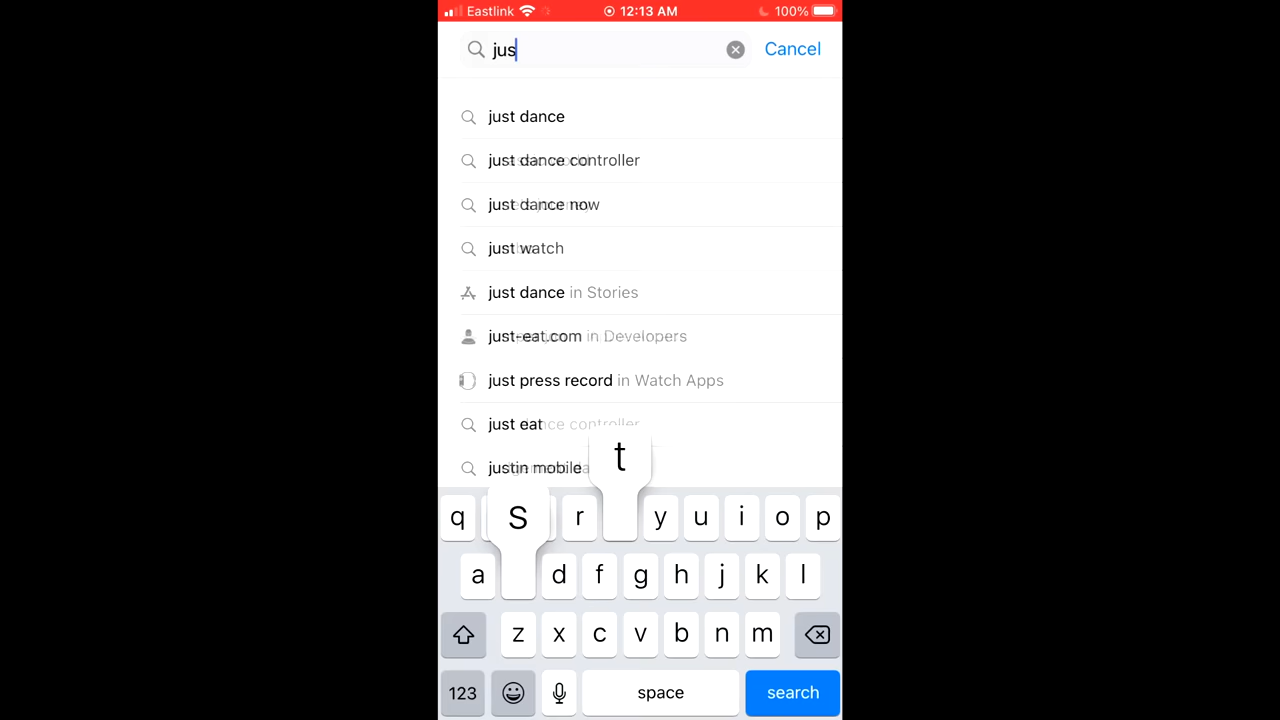 Eastlink 12:13 AM 100%
jus Cancel
just dance
just dance controller
just dance now
just watch
just dance in Stories
just-eat.com in Developers
just press record in Watch Apps
just eat
justin mobile
t
q S r y u i o p
a d f g h j k l
z x c v b n m
123 space search